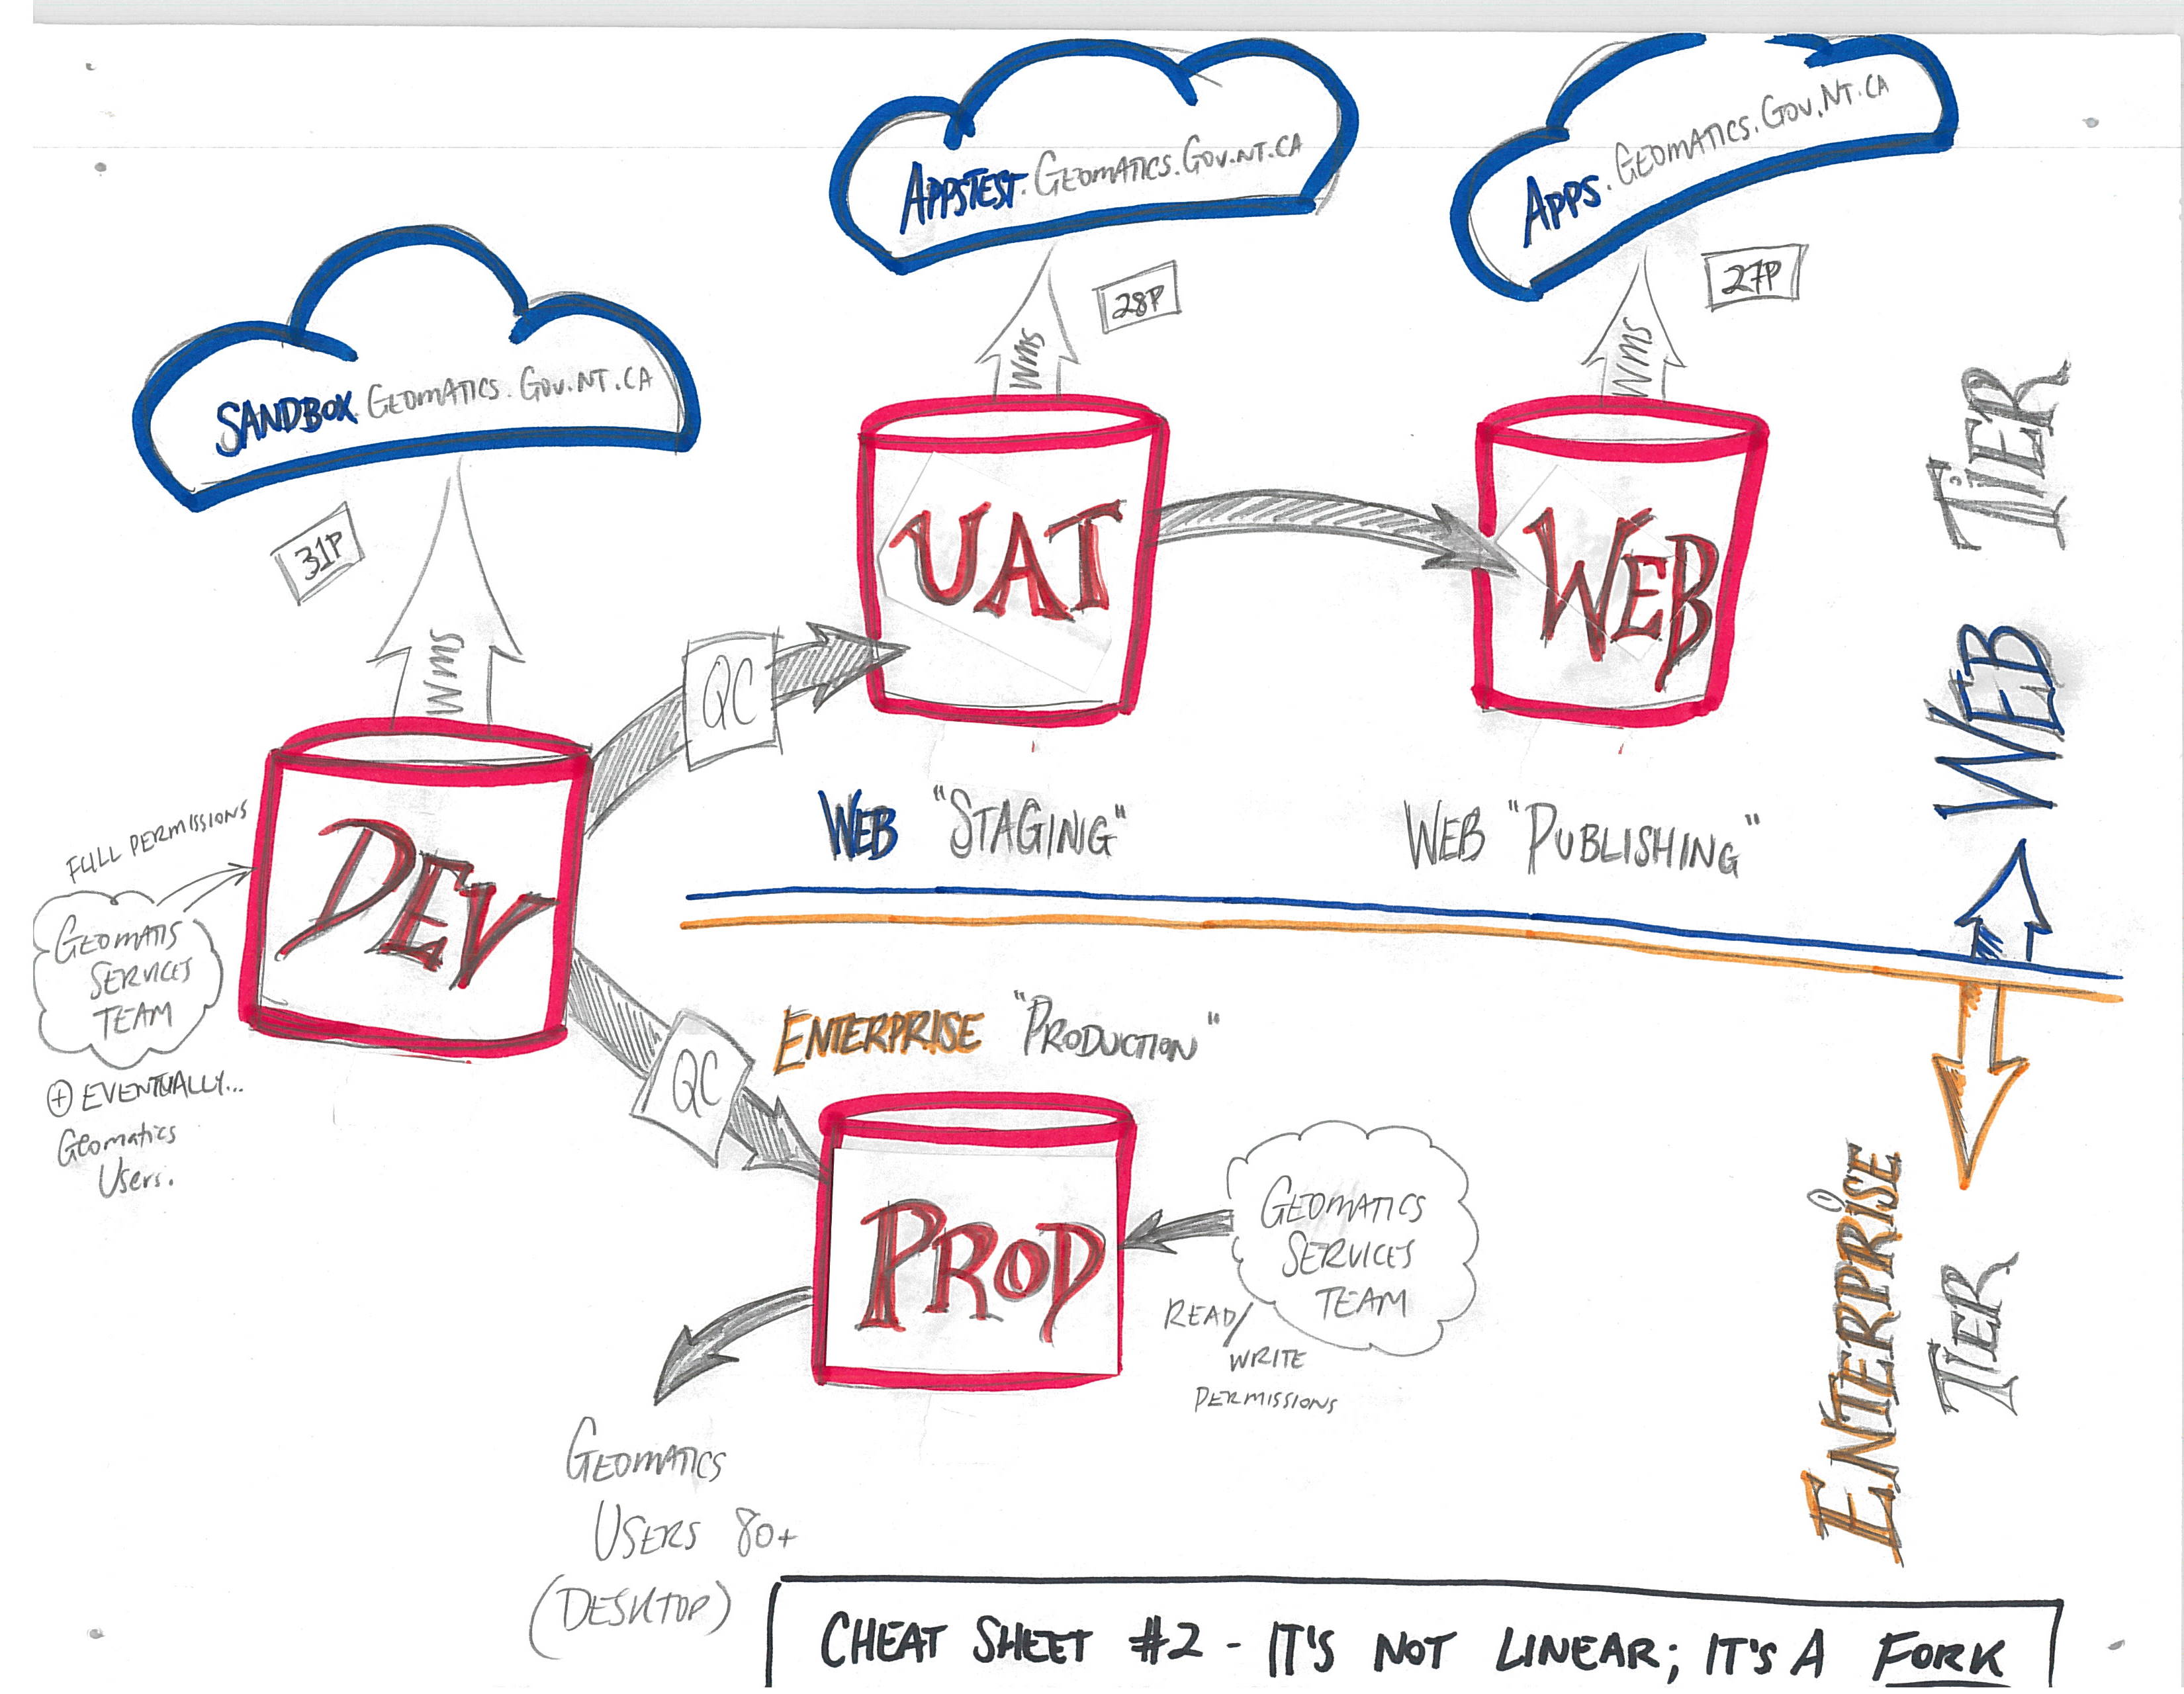 SANDBOX.GEOMATICS.GOV.NT.CA
APPSTEST.GEOMATICS.GOV.NT.CA
APPS.GEOMATICS.GOV.NT.CA
31P
28P
27P
WMS
WMS
WMS
UAT
WEB
QC
DEV
FULL PERMISSIONS
GEOMATIS
SERVICES
TEAM
+ EVENTUALLY...
Geomatics
Users.
WEB "STAGING"
WEB "PUBLISHING"
WEB TIER
QC
ENTERPRISE "PRODUCTION"
PROD
GEOMATICS
SERVICES
TEAM
READ/
WRITE
PERMISSIONS
ENTERPRISE
TIER
GEOMATICS
USERS 80+
(DESKTOP)
CHEAT SHEET #2 - IT'S NOT LINEAR; IT'S A FORK